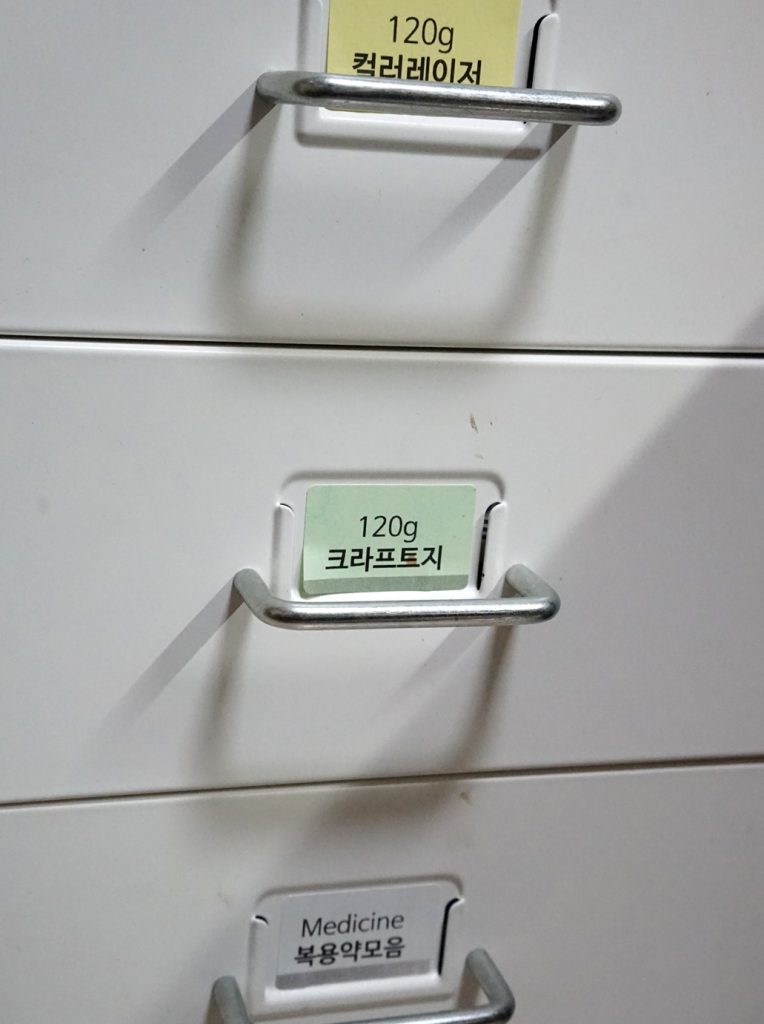 120g
컬러레이저
120g
크라프트지
Medicine
복용약모음